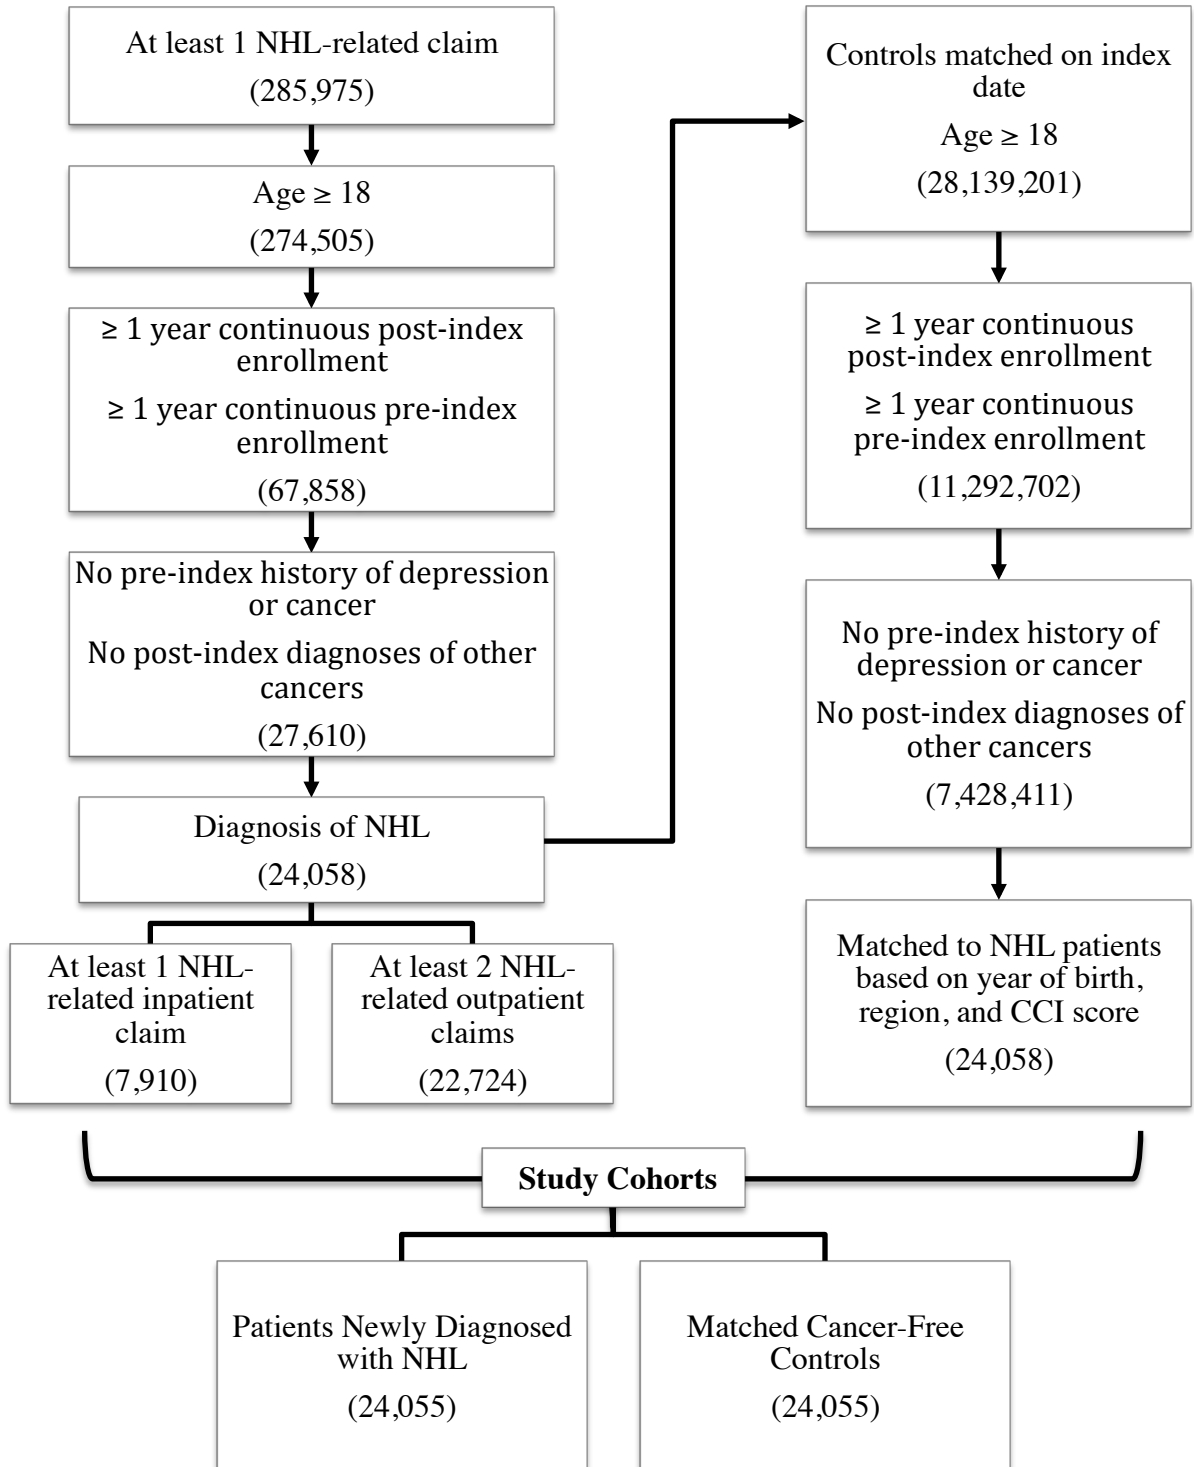 At least 1 NHL-related claim
(285,975)
Age ≥ 18
(274,505)
≥ 1 year continuous post-index
enrollment
≥ 1 year continuous pre-index
enrollment
(67,858)
No pre-index history of depression
or cancer
No post-index diagnoses of other
cancers
(27,610)
Diagnosis of NHL
(24,058)
At least 1 NHL-
related inpatient
claim
(7,910)
At least 2 NHL-
related outpatient
claims
(22,724)
Controls matched on index
date
Age ≥ 18
(28,139,201)
≥ 1 year continuous
post-index enrollment
≥ 1 year continuous
pre-index enrollment
(11,292,702)
No pre-index history of
depression or cancer
No post-index diagnoses of
other cancers
(7,428,411)
Matched to NHL patients
based on year of birth,
region, and CCI score
(24,058)
Study Cohorts
Patients Newly Diagnosed
with NHL
(24,055)
Matched Cancer-Free
Controls
(24,055)